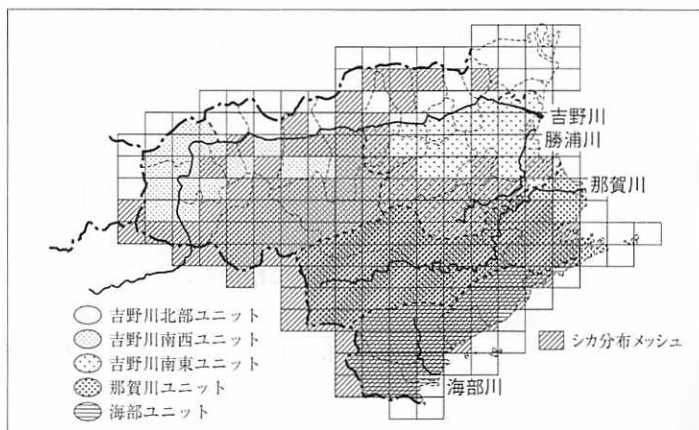 吉野川
勝浦川
那賀川
吉野川北部ユニット
吉野川南西ユニット
吉野川南東ユニット
那賀川ユニット
海部ユニット
シカ分布メッシュ
海部川